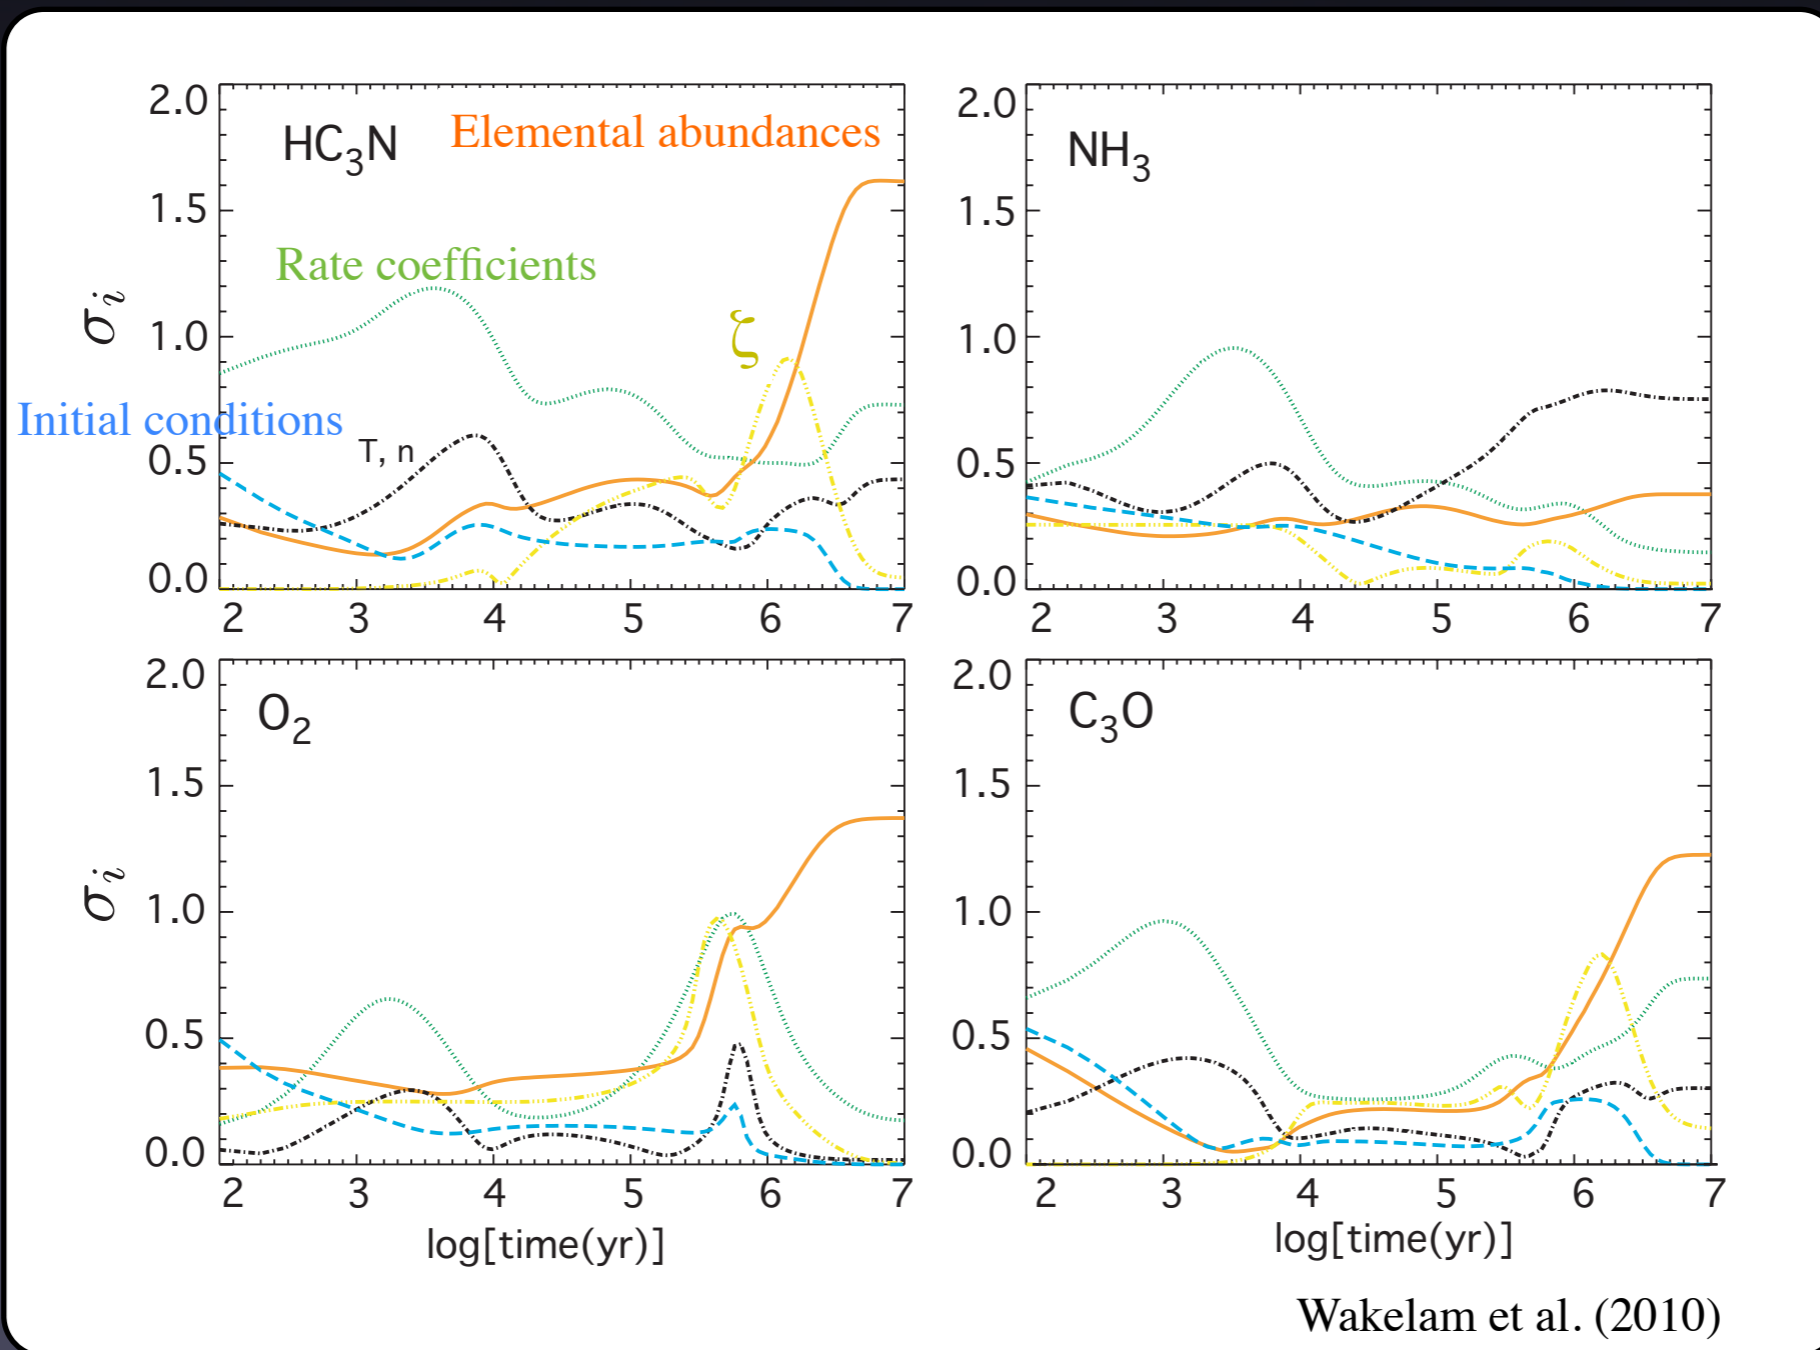 2.0
HC₃N
Elemental abundances
1.5
Rate coefficients
σᵢ
1.0
ζ
Initial conditions
T, n
0.5
0.0
2 3 4 5 6 7
2.0
NH₃
1.5
1.0
0.5
0.0
2 3 4 5 6 7
2.0
O₂
1.5
σᵢ
1.0
0.5
0.0
2 3 4 5 6 7
log[time(yr)]
2.0
C₃O
1.5
1.0
0.5
0.0
2 3 4 5 6 7
log[time(yr)]
Wakelam et al. (2010)